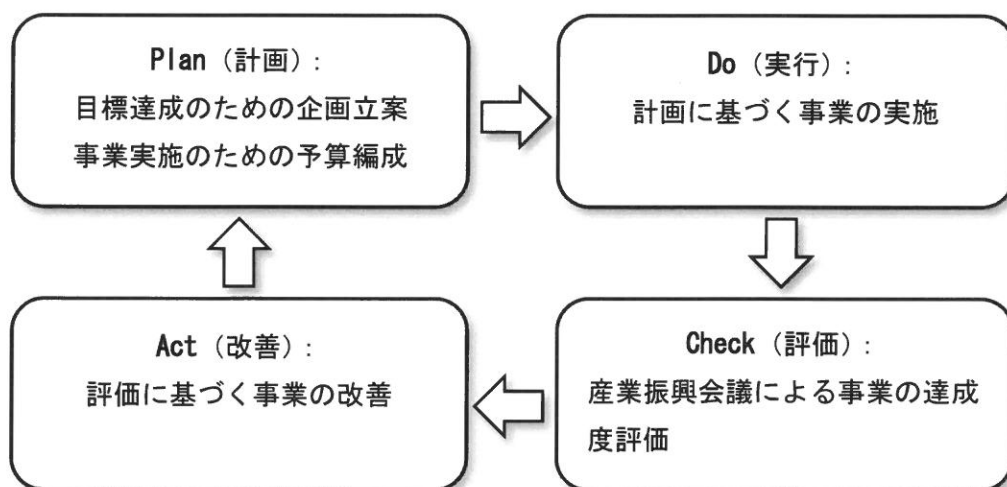 Plan（計画）：
目標達成のための企画立案
事業実施のための予算編成
Do（実行）：
計画に基づく事業の実施
Check（評価）：
産業振興会議による事業の達成
度評価
Act（改善）：
評価に基づく事業の改善